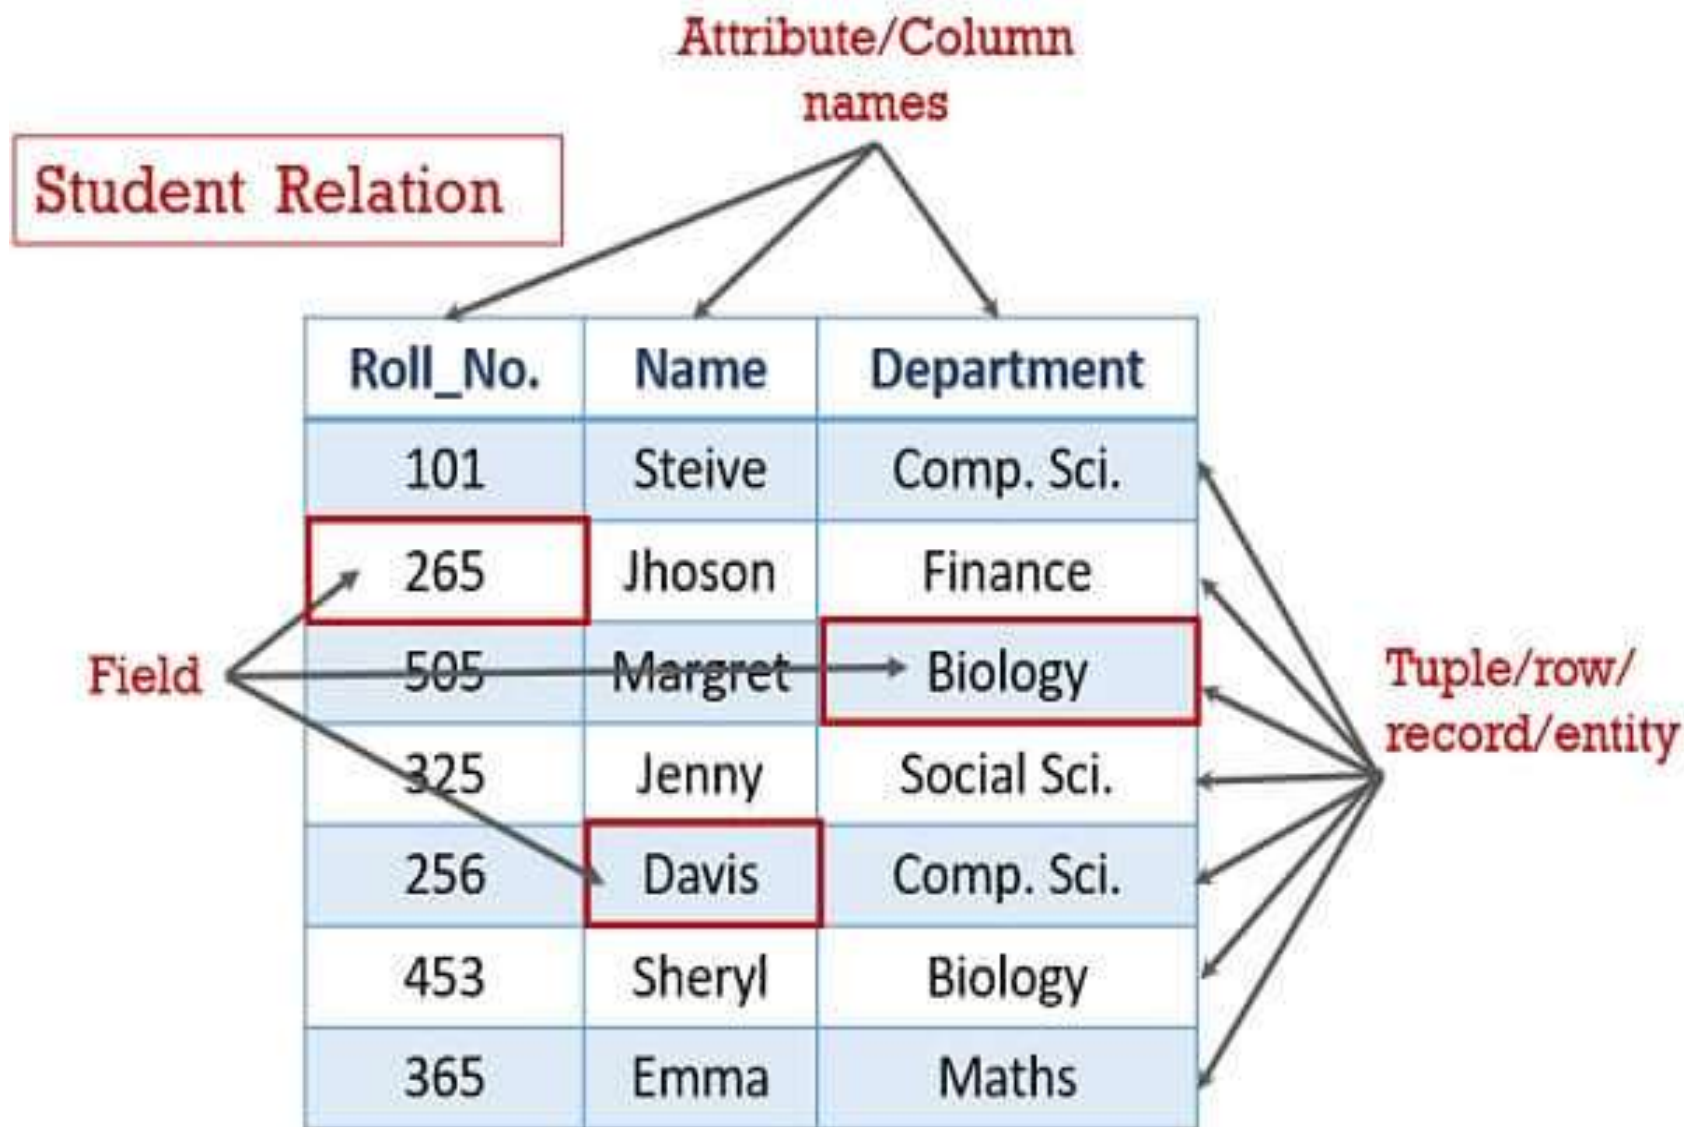 Attribute/Column
names
Student Relation
Roll_No. Name Department
101 Steive Comp. Sci.
265 Jhoson Finance
Field
505 Margret Biology
Tuple/row/
record/entity
325 Jenny Social Sci.
256 Davis Comp. Sci.
453 Sheryl Biology
365 Emma Maths